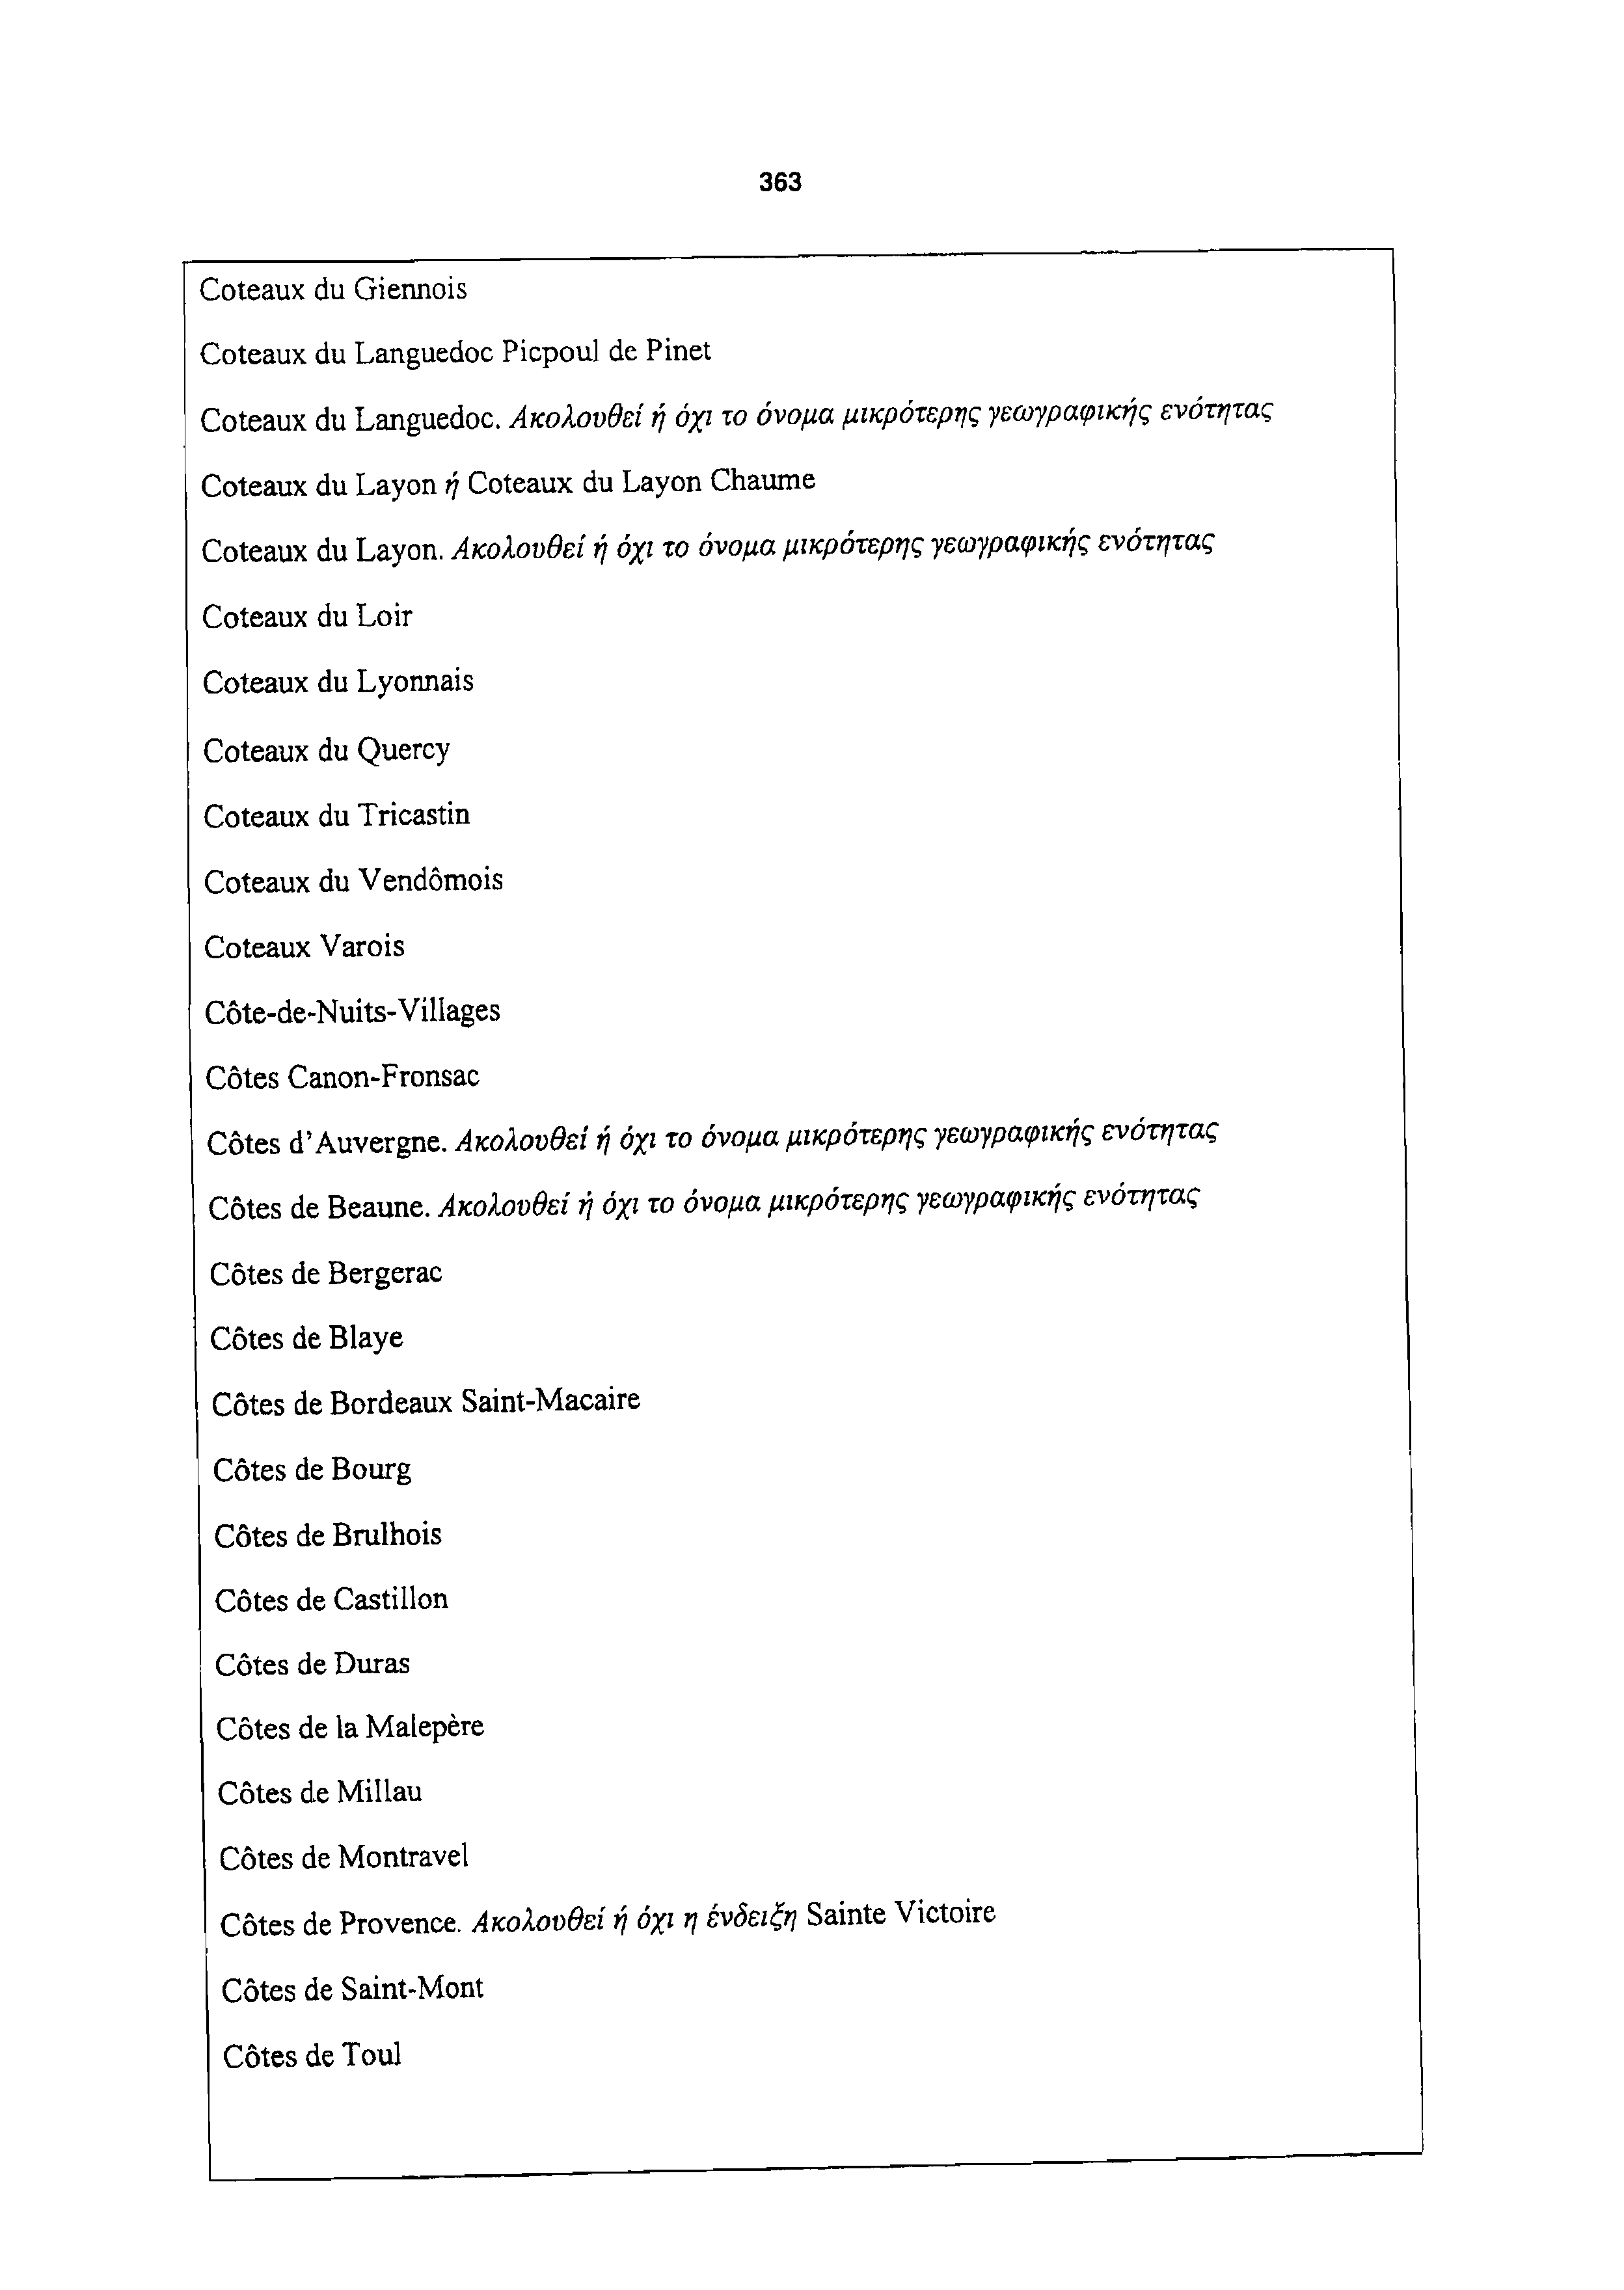 363
Coteaux du Giennois
Coteaux du Languedoc Picpoul de Pinet
Coteaux du Languedoc. Ακολουθεί ή όχι το όνομα μικρότερης γεωγραφικής ενότητας
Coteaux du Layon ή Coteaux du Layon Chaume
Coteaux du Layon. Ακολουθεί ή όχι το όνομα μικρότερης γεωγραφικής ενότητας
Coteaux du Loir
Coteaux du Lyonnais
Coteaux du Quercy
Coteaux du Tricastin
Coteaux du Vendômois
Coteaux Varois
Côte-de-Nuits-Villages
Côtes Canon-Fronsac
Côtes d’Auvergne. Ακολουθεί ή όχι το όνομα μικρότερης γεωγραφικής ενότητας
Côtes de Beaune. Ακολουθεί ή όχι το όνομα μικρότερης γεωγραφικής ενότητας
Côtes de Bergerac
Côtes de Blaye
Côtes de Bordeaux Saint-Macaire
Côtes de Bourg
Côtes de Brulhois
Côtes de Castillon
Côtes de Duras
Côtes de la Malepère
Côtes de Millau
Côtes de Montravel
Côtes de Provence. Ακολουθεί ή όχι η ένδειξη Sainte Victoire
Côtes de Saint-Mont
Côtes de Toul